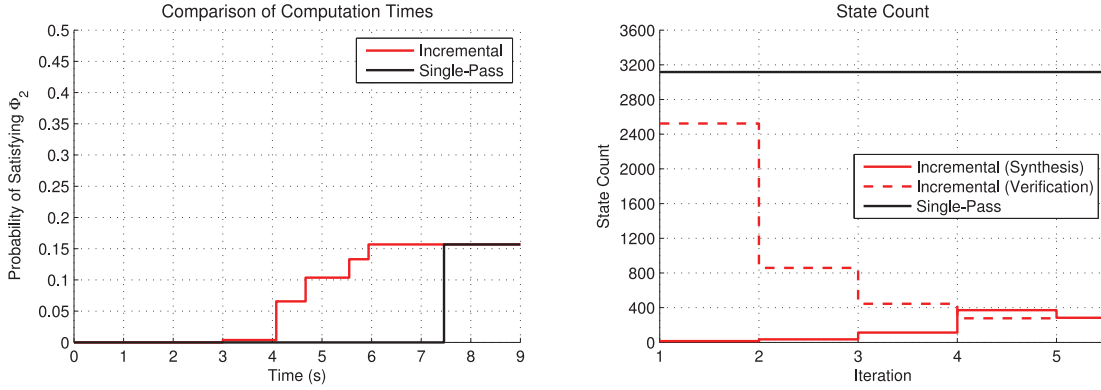 Comparison of Computation Times
0.5
0.45
0.4
0.35
0.3
0.25
0.2
0.15
0.1
0.05
0
Probability of Satisfying Φ2
Incremental
Single-Pass
0 1 2 3 4 5 6 7 8 9
Time (s)
State Count
3600
3200
2800
2400
2000
1600
1200
800
400
0
State Count
Incremental (Synthesis)
Incremental (Verification)
Single-Pass
1 2 3 4 5
Iteration